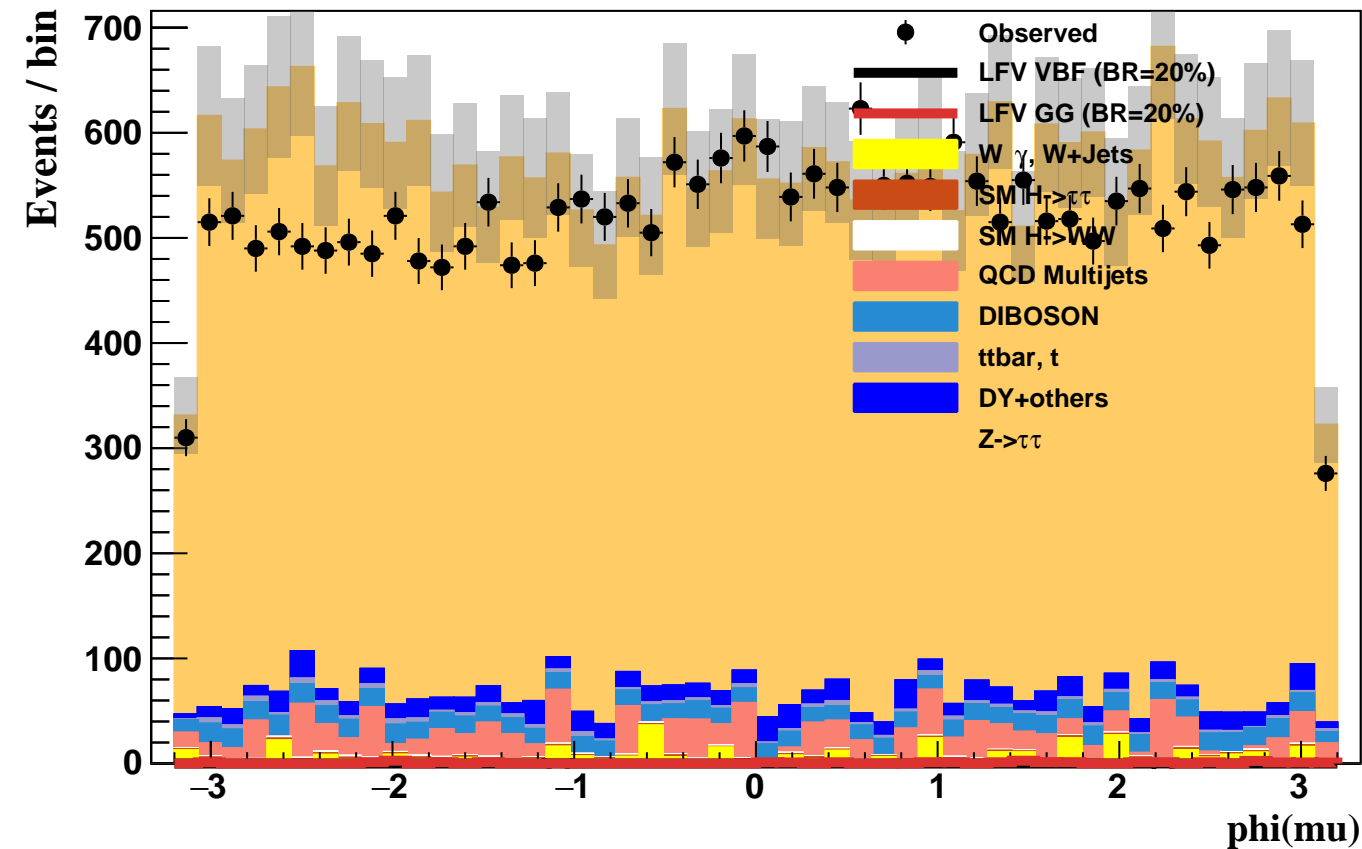 Events / bin
700
600
500
400
300
200
100
0
Observed
LFV VBF (BR=20%)
LFV GG (BR=20%)
W γ, W+Jets
SM H->ττ
SM H->WW
QCD Multijets
DIBOSON
ttbar, t
DY+others
Z->ττ
−3 −2 −1 0 1 2 3
phi(mu)